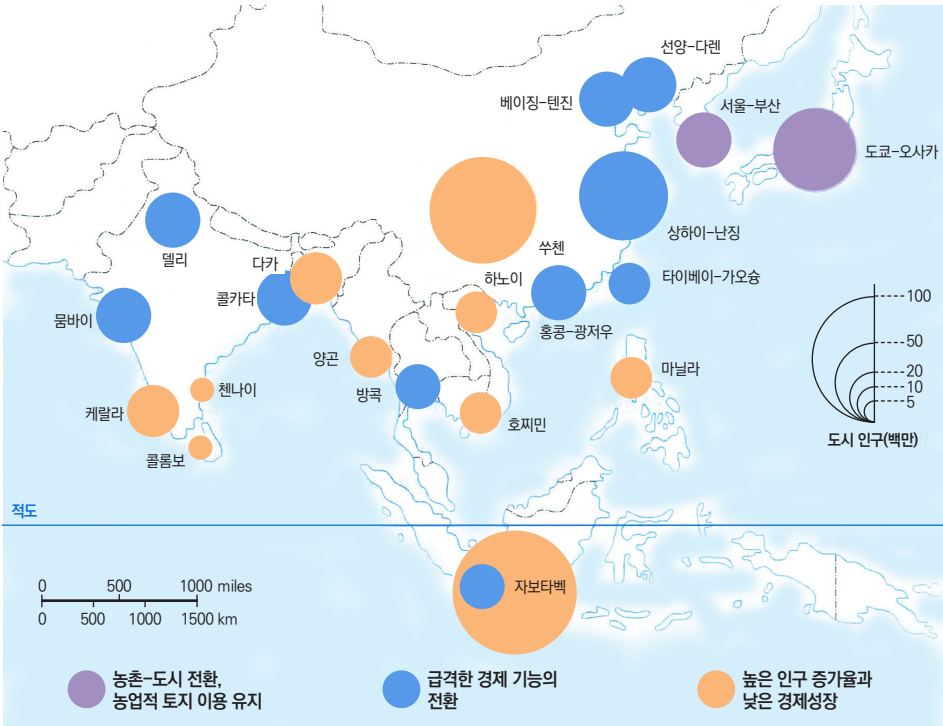 선양-다롄
베이징-텐진
서울-부산
도쿄-오사카
상하이-난징
쑤첸
델리
다카
하노이
타이베이-가오슝
콜카타
뭄바이
홍콩-광저우
양곤
마닐라
첸나이
방콕
케랄라
호찌민
콜롬보
100
50
20
10
5
도시 인구(백만)
적도
0 500 1000 miles
0 500 1000 1500 km
자보타벡
농촌-도시 전환,
농업적 토지 이용 유지
급격한 경제 기능의
전환
높은 인구 증가율과
낮은 경제성장